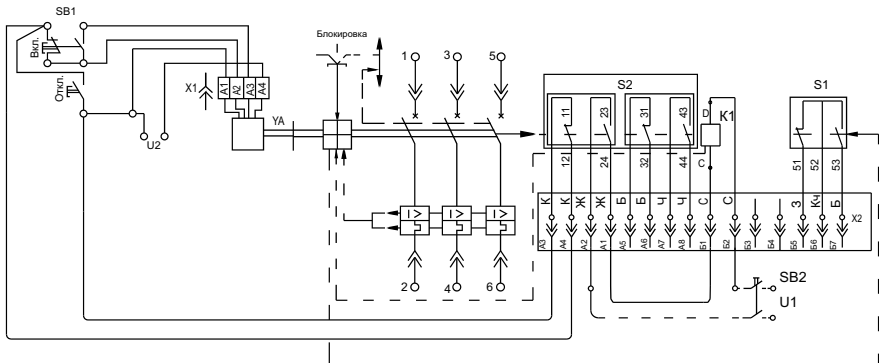 SB1
Вкл.
Откл.
U2
X1
A1
A2
A3
A4
YA
Блокировка
1
3
5
I>
I>
I>
2
4
6
S2
11
23
31
43
12
24
32
44
D
K1
C
S1
51
52
53
К
К
Ж
Ж
Б
Б
Ч
Ч
С
С
З
Кч
Б
X2
А3
А4
А2
А1
А5
А6
А7
А8
Б1
Б2
Б3
Б4
Б5
Б6
Б7
SB2
U1